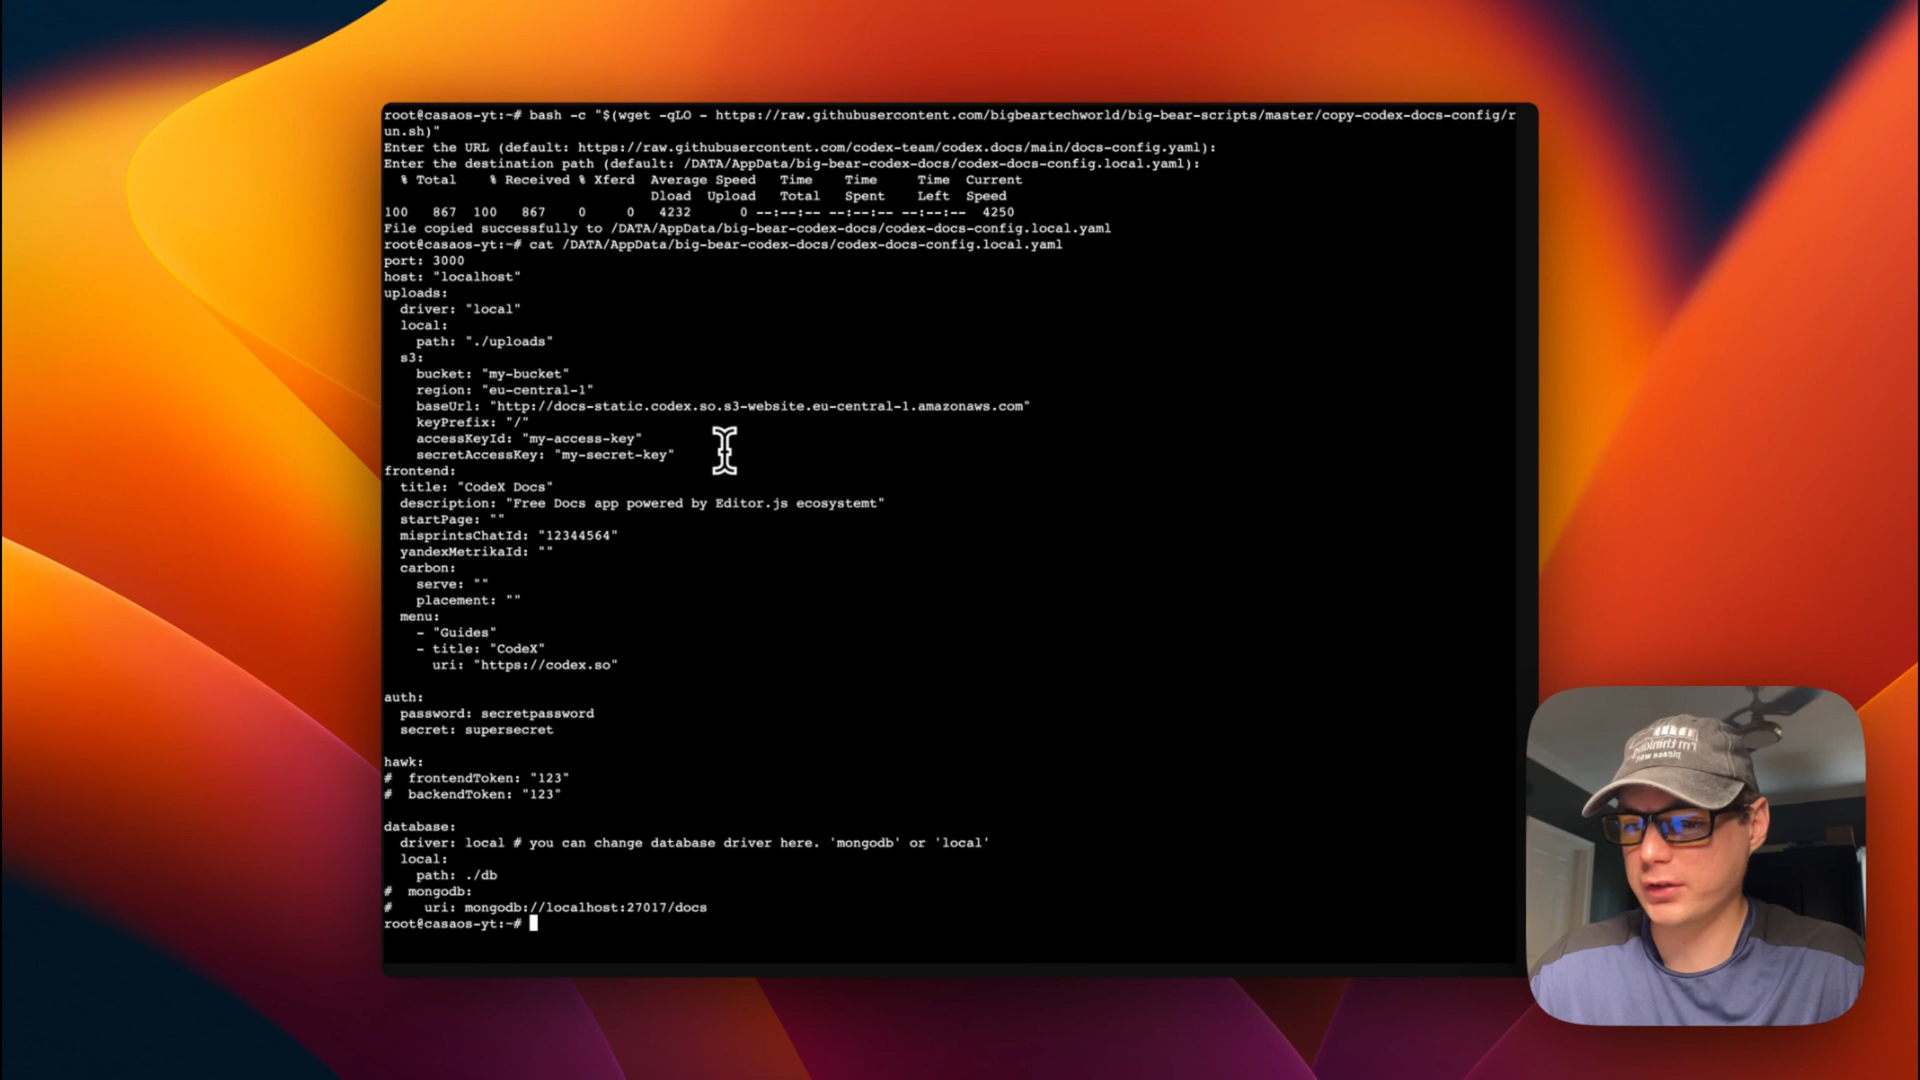 root@casaos-yt:~# bash -c "$(wget -qLO - https://raw.githubusercontent.com/bigbeartechworld/big-bear-scripts/master/copy-codex-docs-config/r
un.sh)"
Enter the URL (default: https://raw.githubusercontent.com/codex-team/codex.docs/main/docs-config.yaml):
Enter the destination path (default: /DATA/AppData/big-bear-codex-docs/codex-docs-config.local.yaml):
  % Total    % Received % Xferd  Average Speed   Time    Time     Time  Current
                                 Dload  Upload   Total   Spent    Left  Speed
100   867  100   867    0     0   4232      0 --:--:-- --:--:-- --:--:--  4250
File copied successfully to /DATA/AppData/big-bear-codex-docs/codex-docs-config.local.yaml
root@casaos-yt:~# cat /DATA/AppData/big-bear-codex-docs/codex-docs-config.local.yaml
port: 3000
host: "localhost"
uploads:
  driver: "local"
  local:
    path: "./uploads"
  s3:
    bucket: "my-bucket"
    region: "eu-central-1"
    baseUrl: "http://docs-static.codex.so.s3-website.eu-central-1.amazonaws.com"
    keyPrefix: "/"
    accessKeyId: "my-access-key"
    secretAccessKey: "my-secret-key"
frontend:
  title: "CodeX Docs"
  description: "Free Docs app powered by Editor.js ecosystemt"
  startPage: ""
  misprintsChatId: "12344564"
  yandexMetrikaId: ""
  carbon:
    serve: ""
    placement: ""
  menu:
    - "Guides"
    - title: "CodeX"
      uri: "https://codex.so"

auth:
  password: secretpassword
  secret: supersecret

hawk:
#  frontendToken: "123"
#  backendToken: "123"

database:
  driver: local # you can change database driver here. 'mongodb' or 'local'
  local:
    path: ./db
#  mongodb:
#    uri: mongodb://localhost:27017/docs
root@casaos-yt:~#